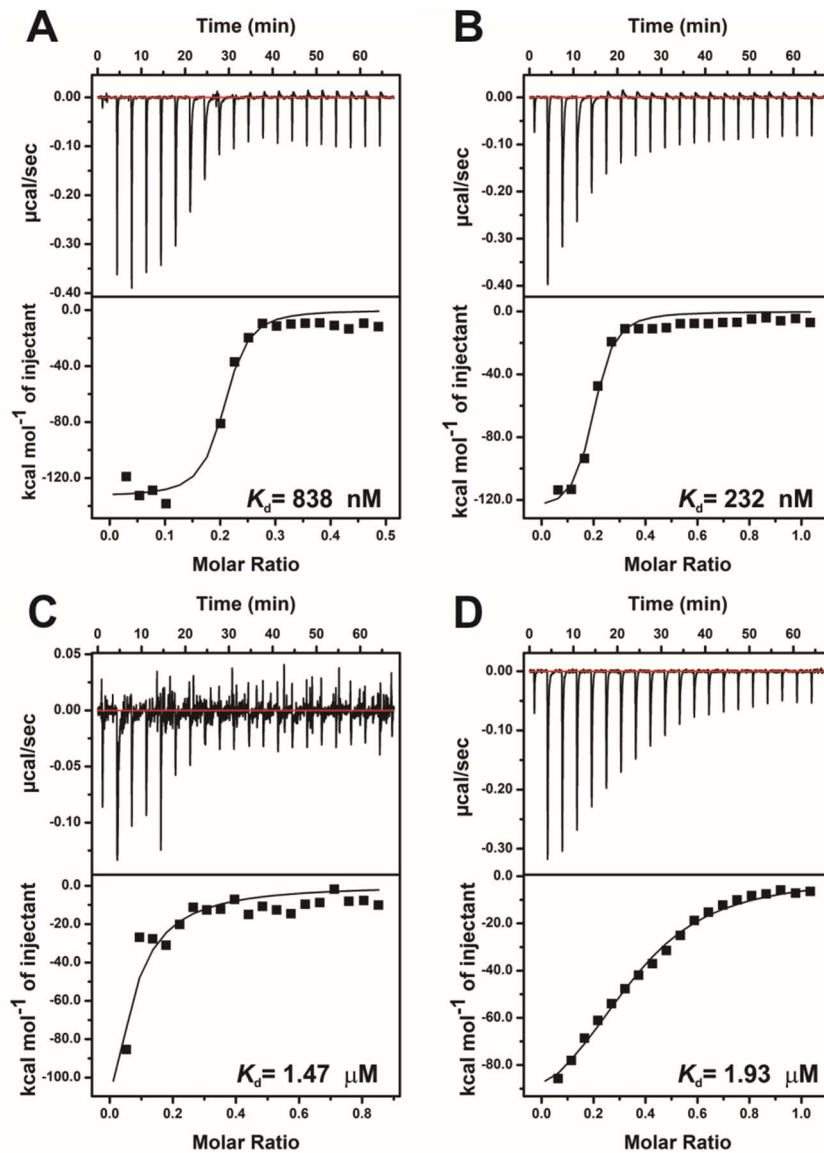 A
Time (min)
0 10 20 30 40 50 60
0.00
-0.10
-0.20
-0.30
-0.40
µcal/sec
0.0
-40.0
-80.0
-120.0
kcal mol⁻¹ of injectant
Kd= 838 nM
0.0 0.1 0.2 0.3 0.4 0.5
Molar Ratio
B
Time (min)
0 10 20 30 40 50 60
0.00
-0.10
-0.20
-0.30
-0.40
µcal/sec
0.0
-40.0
-80.0
-120.0
kcal mol⁻¹ of injectant
Kd= 232 nM
0.0 0.2 0.4 0.6 0.8 1.0
Molar Ratio
C
Time (min)
0 10 20 30 40 50 60
0.05
0.00
-0.05
-0.10
µcal/sec
0.0
-20.0
-40.0
-60.0
-80.0
-100.0
kcal mol⁻¹ of injectant
Kd= 1.47 µM
0.0 0.2 0.4 0.6 0.8
Molar Ratio
D
Time (min)
0 10 20 30 40 50 60
0.00
-0.10
-0.20
-0.30
µcal/sec
0.0
-20.0
-40.0
-60.0
-80.0
kcal mol⁻¹ of injectant
Kd= 1.93 µM
0.0 0.2 0.4 0.6 0.8 1.0
Molar Ratio